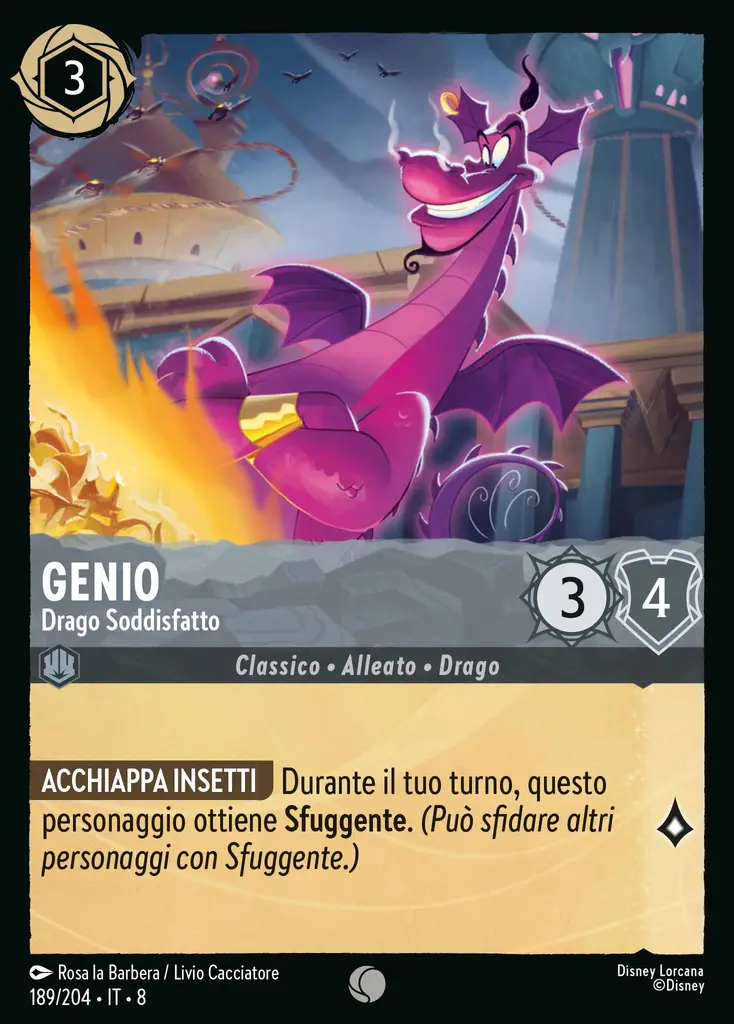 3
GENIO
Drago Soddisfatto
3
4
Classico • Alleato • Drago
ACCHIAPPA INSETTI Durante il tuo turno, questo
personaggio ottiene Sfuggente. (Può sfidare altri
personaggi con Sfuggente.)
Rosa la Barbera / Livio Cacciatore
189/204 • IT • 8
Disney Lorcana
©Disney